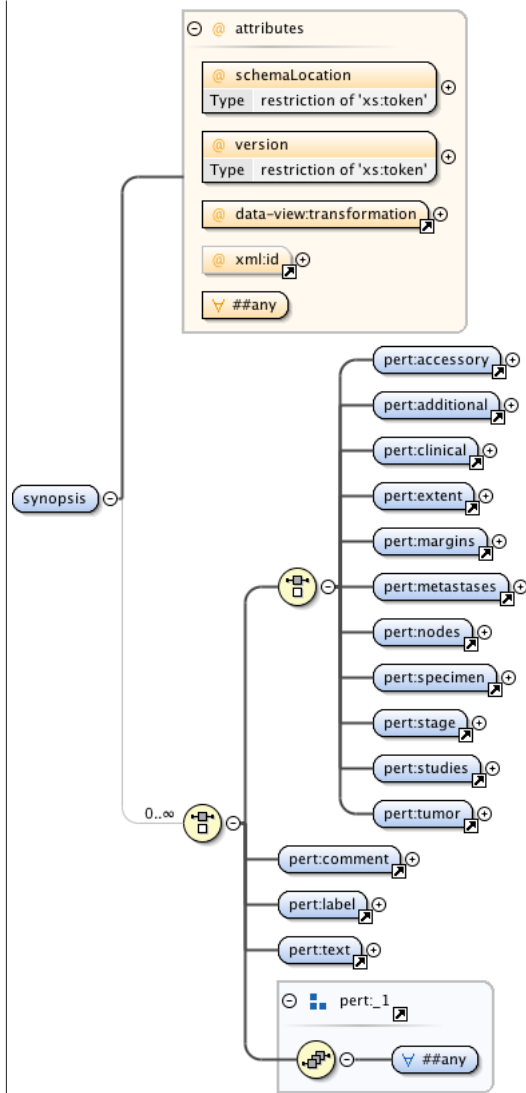 @ attributes
@ schemaLocation
Type restriction of 'xs:token'
@ version
Type restriction of 'xs:token'
@ data-view:transformation
@ xml:id
∀ ##any
pert:accessory
pert:additional
pert:clinical
synopsis
pert:extent
pert:margins
pert:metastases
pert:nodes
pert:specimen
pert:stage
pert:studies
pert:tumor
0..∞
pert:comment
pert:label
pert:text
pert:_1
∀ ##any